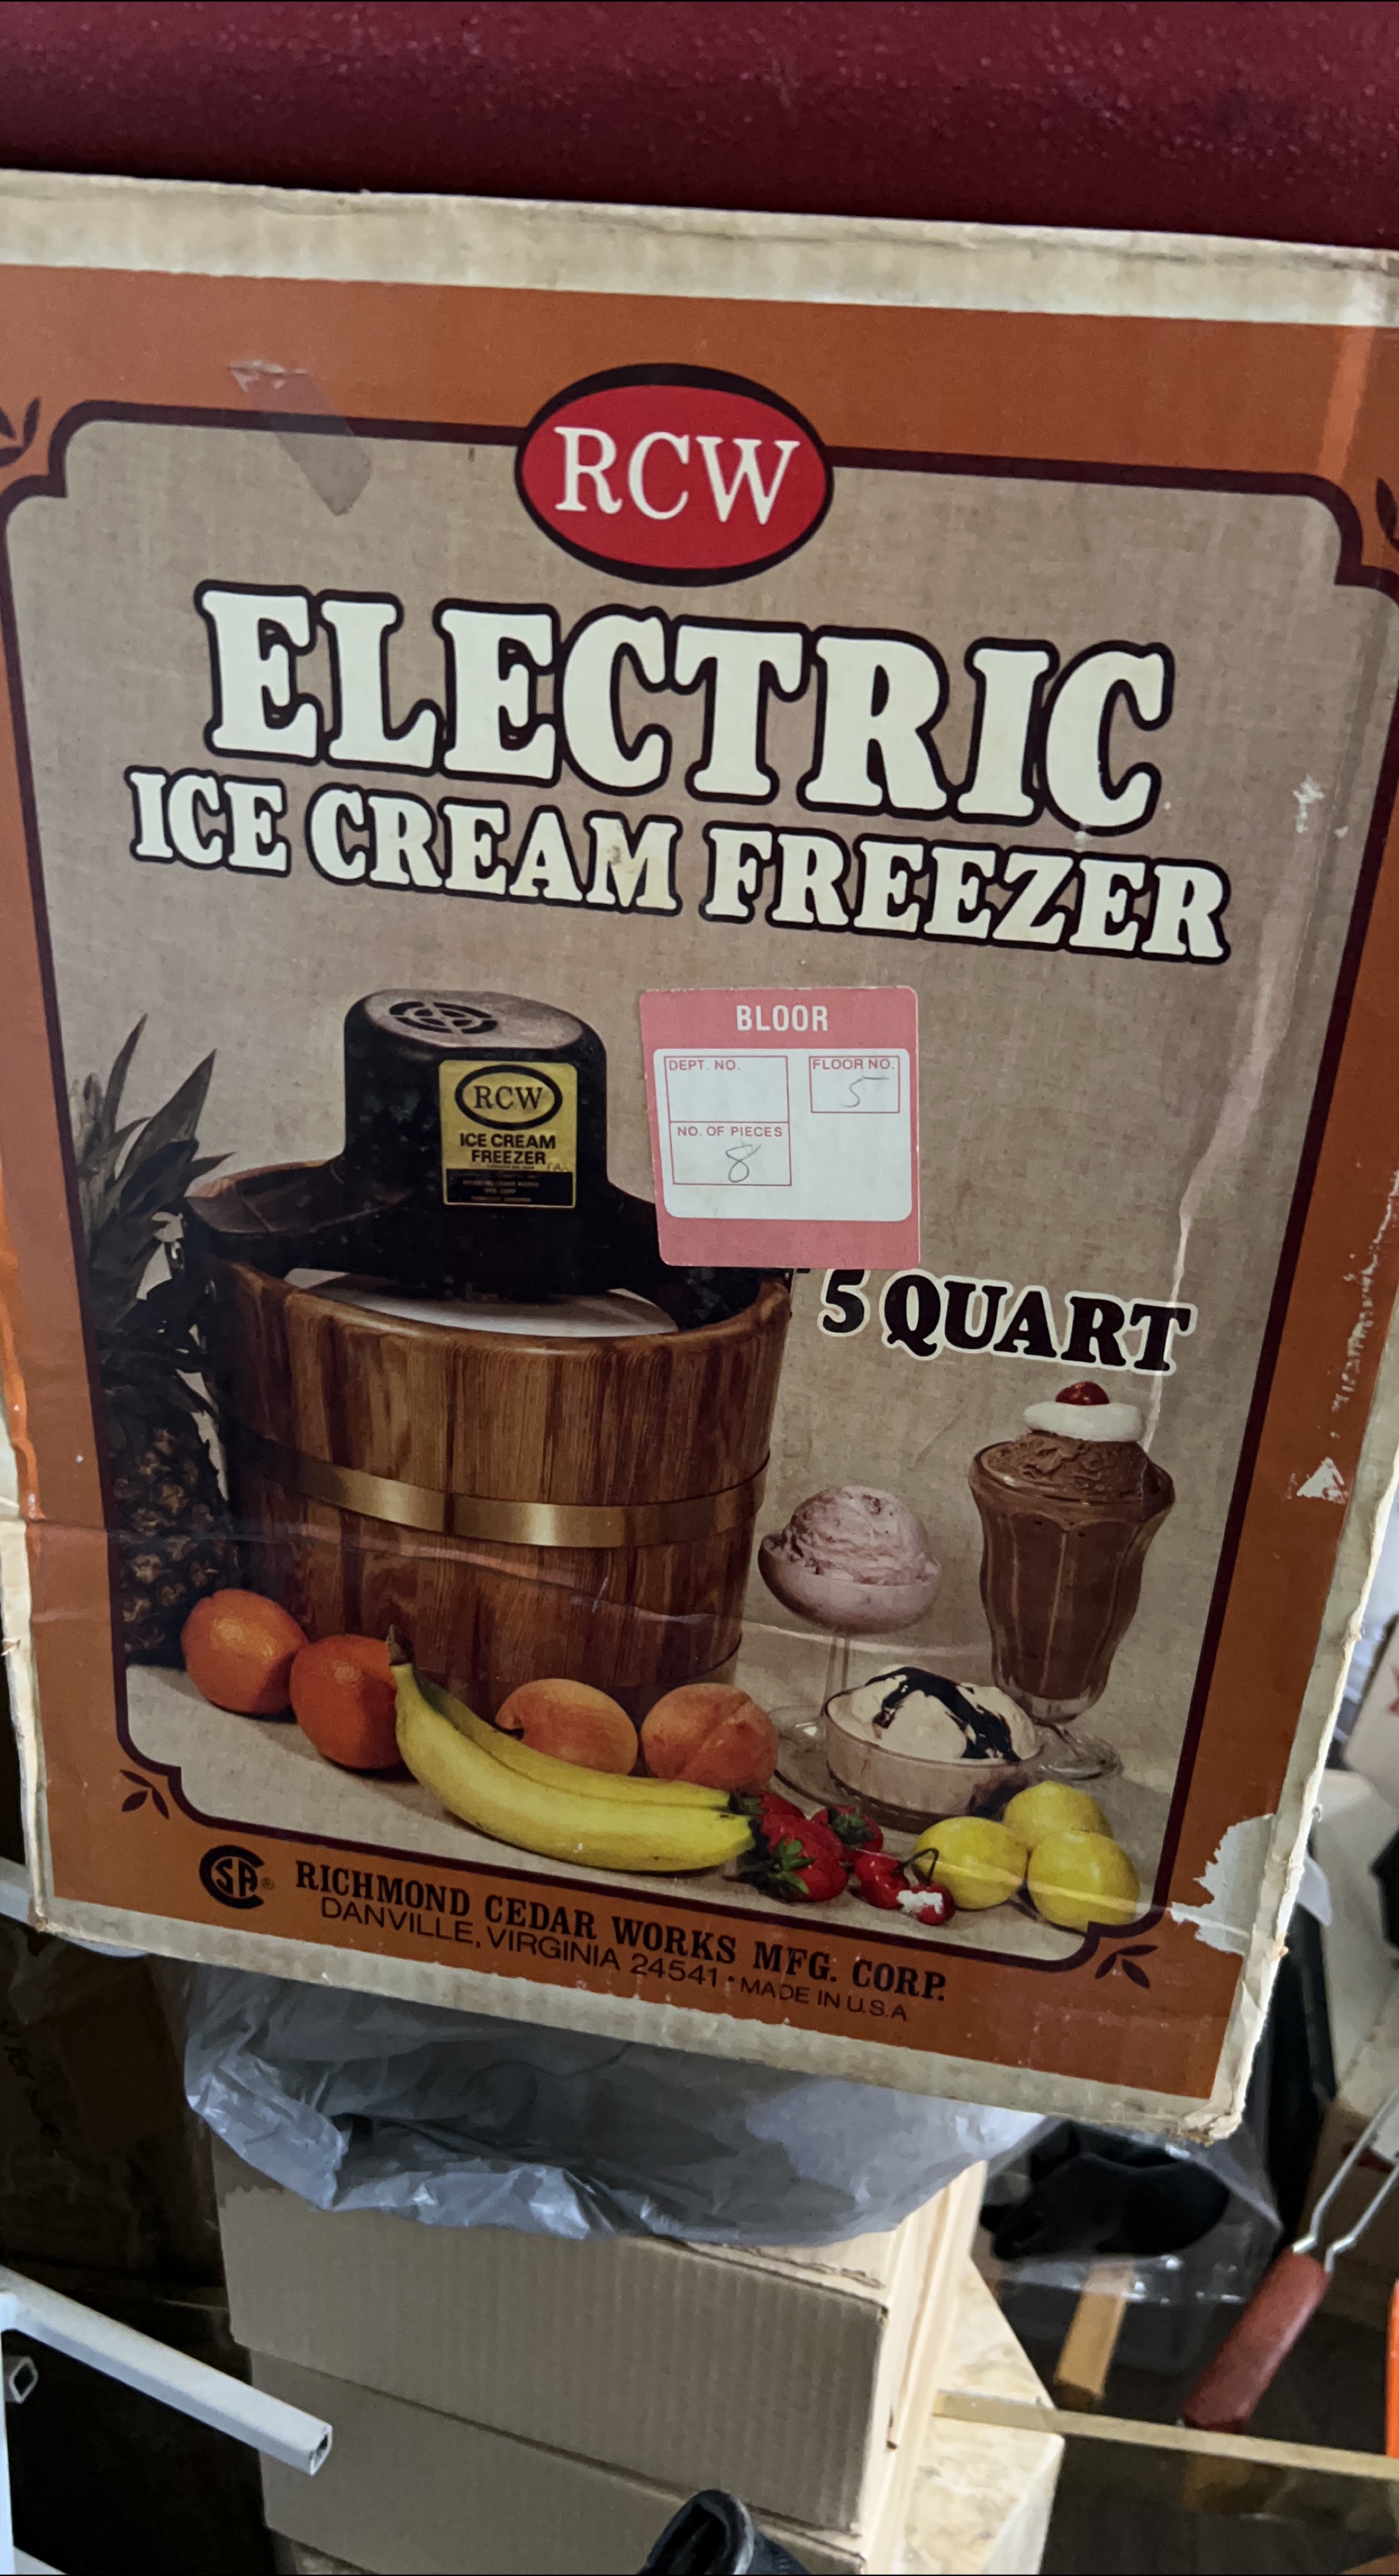 RCW
ELECTRIC
ICE CREAM FREEZER
BLOOR
DEPT. NO.
FLOOR NO.
5
NO. OF PIECES
8
RCW
ICE CREAM
FREEZER
5 QUART
SA®
RICHMOND CEDAR WORKS MFG. CORP.
DANVILLE, VIRGINIA 24541 • MADE IN U.S.A.